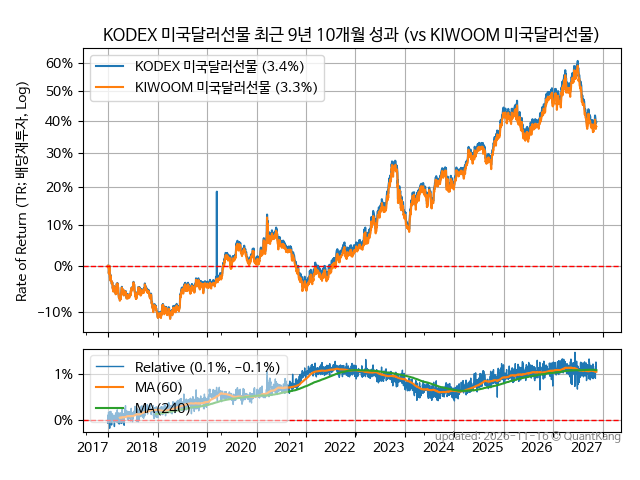 KODEX 미국달러선물 최근 9년 10개월 성과 (vs KIWOOM 미국달러선물)
Rate of Return (TR: 배당재투자, Log)
60%
50%
40%
30%
20%
10%
0%
−10%
KODEX 미국달러선물 (3.4%)
KIWOOM 미국달러선물 (3.3%)
1%
0%
Relative (0.1%, −0.1%)
MA(60)
MA(240)
2017 2018 2019 2020 2021 2022 2023 2024 2025 2026 2027
updated: 2026-11-16 © QuantKang